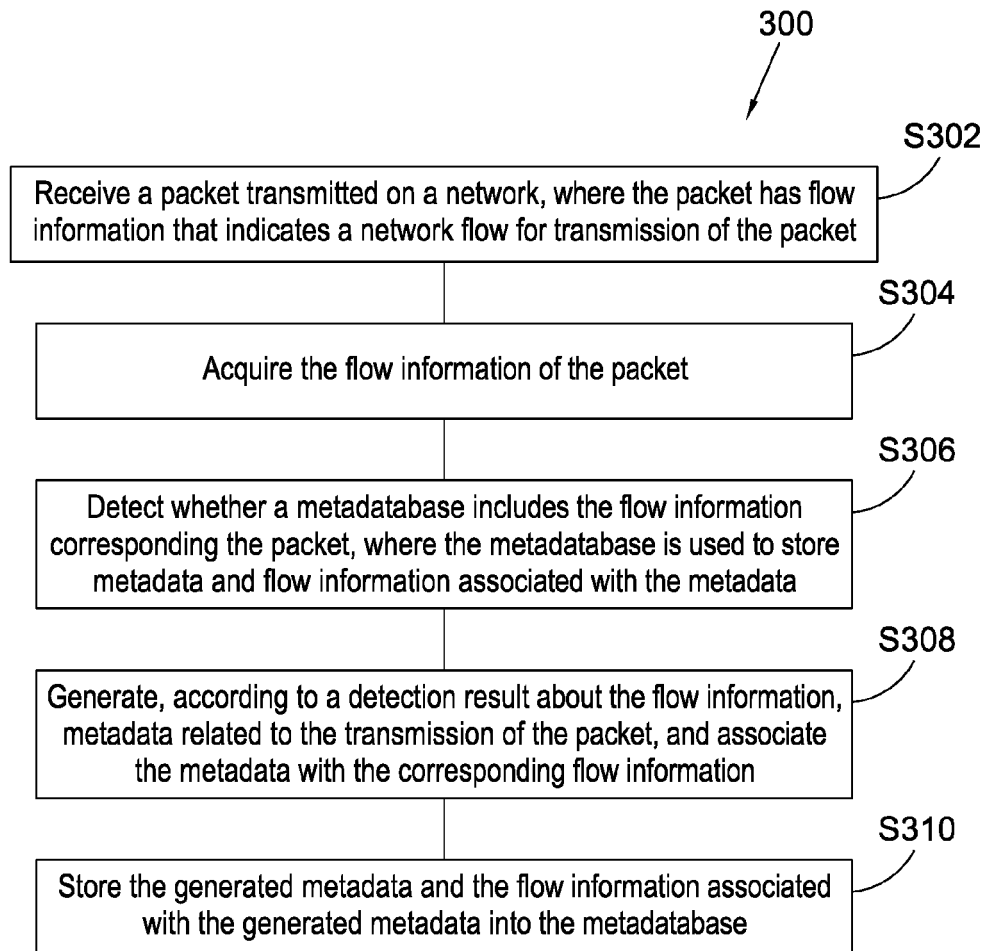 300
S302
Receive a packet transmitted on a network, where the packet has flow
information that indicates a network flow for transmission of the packet
S304
Acquire the flow information of the packet
S306
Detect whether a metadatabase includes the flow information
corresponding the packet, where the metadatabase is used to store
metadata and flow information associated with the metadata
S308
Generate, according to a detection result about the flow information,
metadata related to the transmission of the packet, and associate
the metadata with the corresponding flow information
S310
Store the generated metadata and the flow information associated
with the generated metadata into the metadatabase